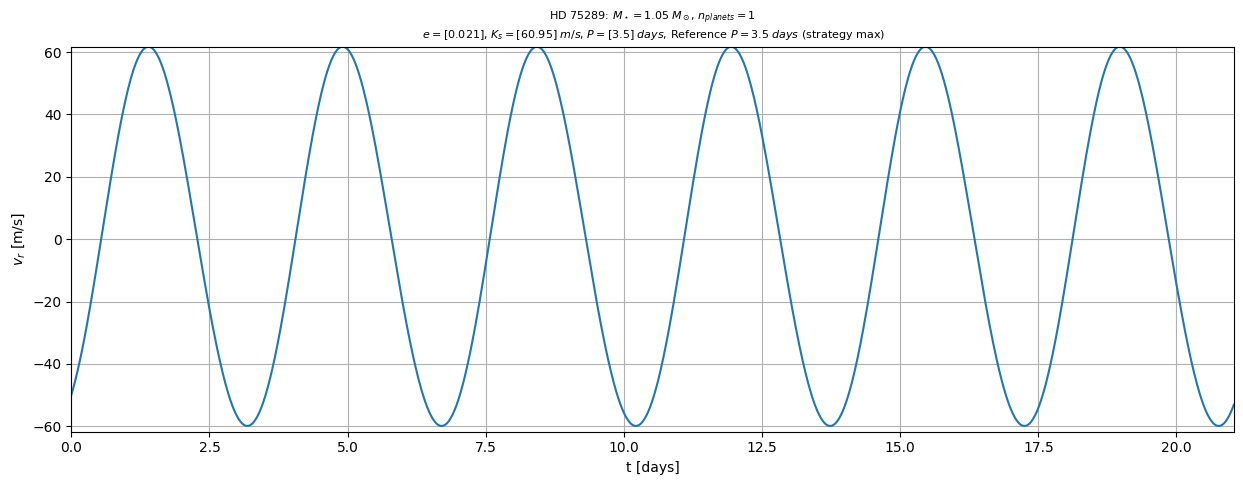 HD 75289: $M_\star = 1.05\ M_\odot$, $n_{planets} = 1$
$e = [0.021]$, $K_s = [60.95]\ m/s$, $P = [3.5]\ days$, Reference $P = 3.5\ days$ (strategy max)
60
40
20
0
−20
−40
−60
$v_r$ [m/s]
0.0 2.5 5.0 7.5 10.0 12.5 15.0 17.5 20.0
t [days]